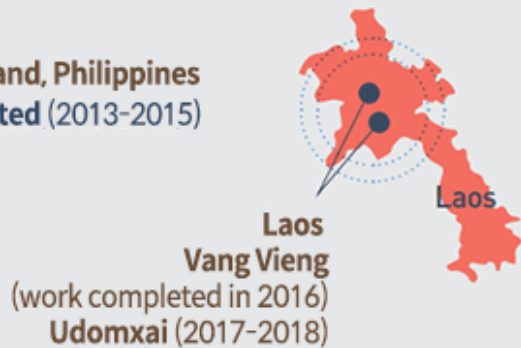 and, Philippines
ted (2013-2015)
Laos
Laos
Vang Vieng
(work completed in 2016)
Udomxai (2017-2018)